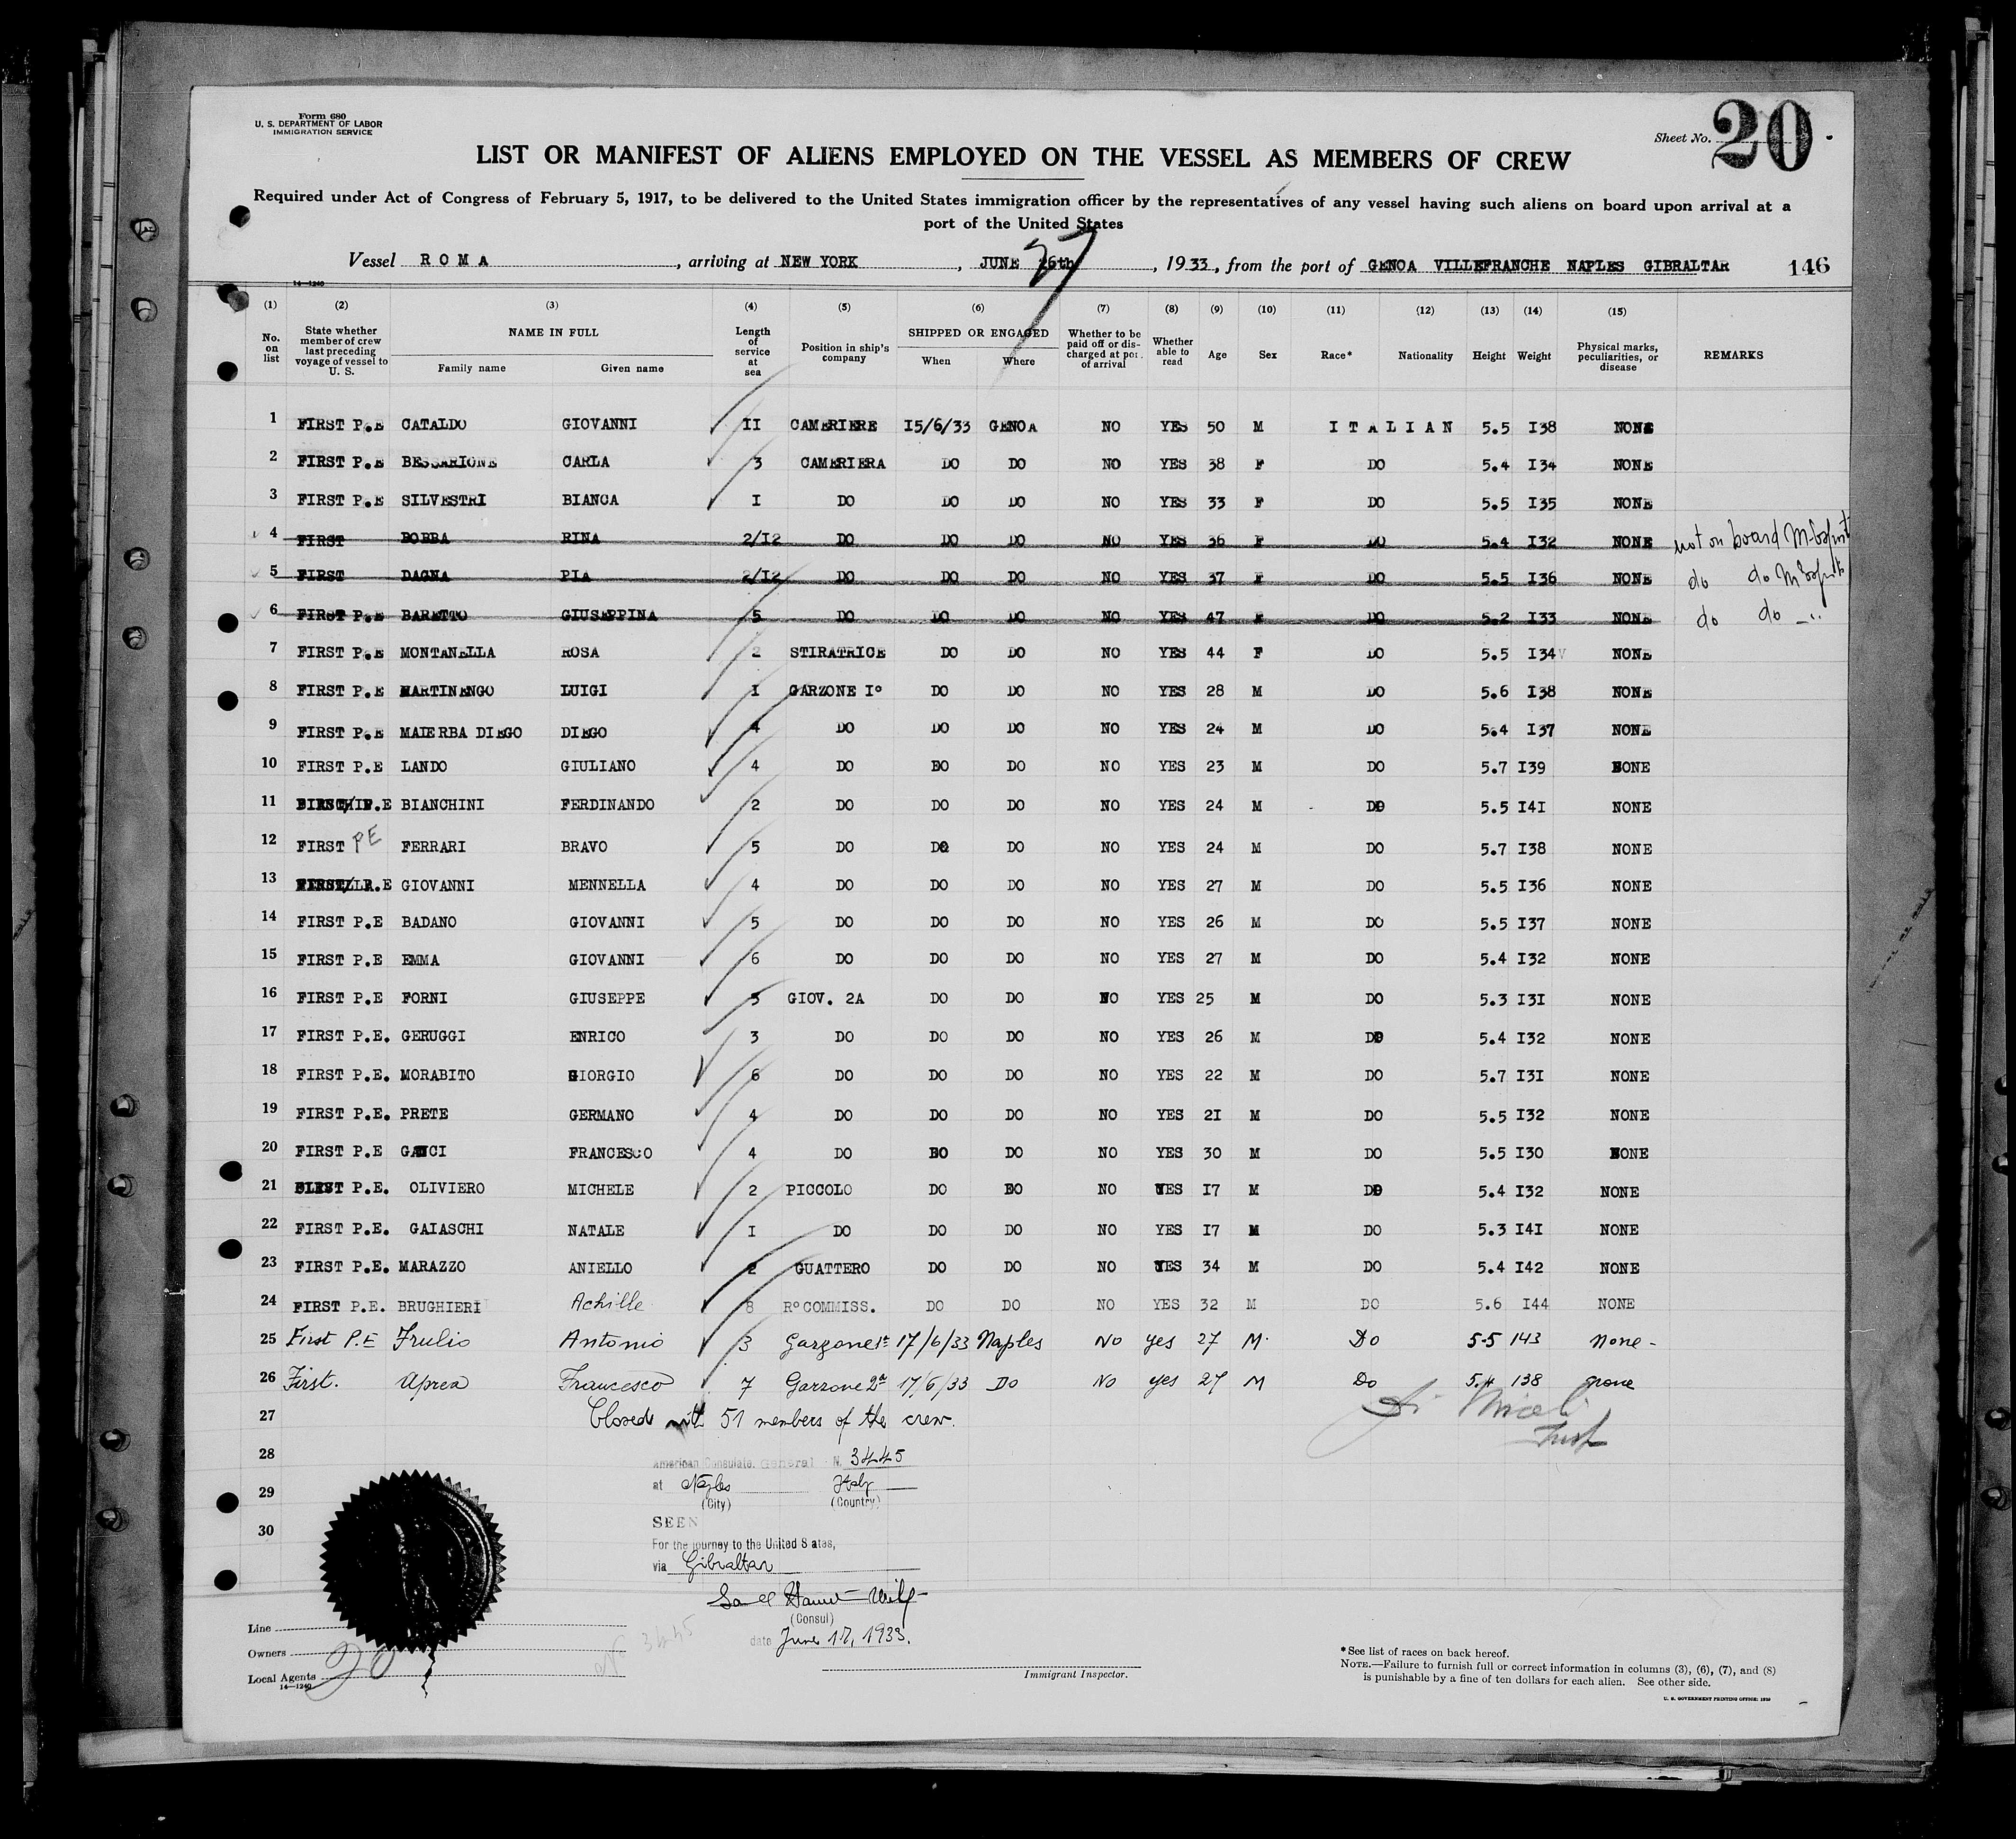 Form 680
U. S. DEPARTMENT OF LABOR
IMMIGRATION SERVICE
Sheet No. 20
LIST OR MANIFEST OF ALIENS EMPLOYED ON THE VESSEL AS MEMBERS OF CREW
Required under Act of Congress of February 5, 1917, to be delivered to the United States immigration officer by the representatives of any vessel having such aliens on board upon arrival at a
port of the United States
Vessel ROMA, arriving at NEW YORK, JUNE 26th 27, 1933, from the port of GENOA VILLEFRANCHE NAPLES GIBRALTAR 146
14—1240
(1) (2) (3) (4) (5) (6) (7) (8) (9) (10) (11) (12) (13) (14) (15)
No. on list State whether member of crew last preceding voyage of vessel to U. S. NAME IN FULL Family name Given name Length of service at sea Position in ship's company SHIPPED OR ENGAGED When Where Whether to be paid off or discharged at port of arrival Whether able to read Age Sex Race* Nationality Height Weight Physical marks, peculiarities, or disease REMARKS
1 FIRST P.E CATALDO GIOVANNI II CAMERIERE I5/6/33 GENOA NO YES 50 M ITALIAN 5.5 I38 NONE
2 FIRST P.E BESSARIONE CARLA 3 CAMERIERA DO DO NO YES 38 F DO 5.4 I34 NONE
3 FIRST P.E SILVESTRI BIANCA I DO DO DO NO YES 33 F DO 5.5 I35 NONE
4 FIRST BOBBA RINA 2/I2 DO DO DO NO YES 36 F DO 5.4 I32 NONE not on board
5 FIRST DAGNA PIA 2/I2 DO DO DO NO YES 37 F DO 5.5 I36 NONE do do
6 FIRST P.E BARETTO GIUSEPPINA 5 DO DO DO NO YES 47 F DO 5.2 I33 NONE do do
7 FIRST P.E MONTANELLA ROSA 2 STIRATRICE DO DO NO YES 44 F DO 5.5 I34 NONE
8 FIRST P.E MARTINENGO LUIGI I GARZONE I° DO DO NO YES 28 M DO 5.6 I38 NONE
9 FIRST P.E MAIERBA DIEGO DIEGO 4 DO DO DO NO YES 24 M DO 5.4 I37 NONE
10 FIRST P.E LANDO GIULIANO 4 DO DO DO NO YES 23 M DO 5.7 I39 NONE
11 P.E BIANCHINI FERDINANDO 2 DO DO DO NO YES 24 M DO 5.5 I4I NONE
12 FIRST PE FERRARI BRAVO 5 DO DO DO NO YES 24 M DO 5.7 I38 NONE
13 P.E GIOVANNI MENNELLA 4 DO DO DO NO YES 27 M DO 5.5 I36 NONE
14 FIRST P.E BADANO GIOVANNI 5 DO DO DO NO YES 26 M DO 5.5 I37 NONE
15 FIRST P.E EMMA GIOVANNI 6 DO DO DO NO YES 27 M DO 5.4 I32 NONE
16 FIRST P.E FORNI GIUSEPPE 5 GIOV. 2A DO DO NO YES 25 M DO 5.3 I3I NONE
17 FIRST P.E. GERUGGI ENRICO 3 DO DO DO NO YES 26 M DO 5.4 I32 NONE
18 FIRST P.E. MORABITO GIORGIO 6 DO DO DO NO YES 22 M DO 5.7 I3I NONE
19 FIRST P.E. PRETE GERMANO 4 DO DO DO NO YES 2I M DO 5.5 I32 NONE
20 FIRST P.E GAUCI FRANCESCO 4 DO DO DO NO YES 30 M DO 5.5 I30 NONE
21 FIRST P.E. OLIVIERO MICHELE 2 PICCOLO DO DO NO YES I7 M DO 5.4 I32 NONE
22 FIRST P.E. GAIASCHI NATALE I DO DO DO NO YES I7 M DO 5.3 I4I NONE
23 FIRST P.E. MARAZZO ANIELLO 2 GUATTERO DO DO NO YES 34 M DO 5.4 I42 NONE
24 FIRST P.E. BRUGHIERI Achille 8 R° COMMISS. DO DO NO YES 32 M DO 5.6 I44 NONE
25 First P.E Frulio Antonio 3 Garzone 1° 17/6/33 Naples No yes 27 M. Do 5.5 143 None-
26 First. Aprea Francesco 7 Garzone 2a 17/6/33 Do No yes 27 M Do 5.4 138 none
27 Closed with 51 members of the crew.
28 American Consulate General N. 3445
29 at Naples Italy
(City) (Country)
30 SEEN
For the journey to the United States,
via Gibraltar
(Consul)
date June 17, 1933.
3445
Line
Owners
Local Agents
14—1240
20
Immigrant Inspector.
*See list of races on back hereof.
NOTE.—Failure to furnish full or correct information in columns (3), (6), (7), and (8)
is punishable by a fine of ten dollars for each alien. See other side.
U. S. GOVERNMENT PRINTING OFFICE: